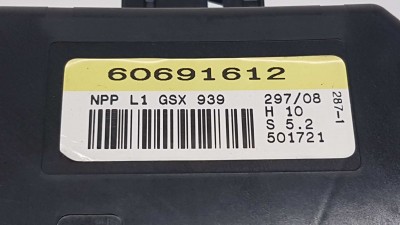 60691612
NPP L1 GSX 939
297/08
H 10
S 5.2
501721
287-1